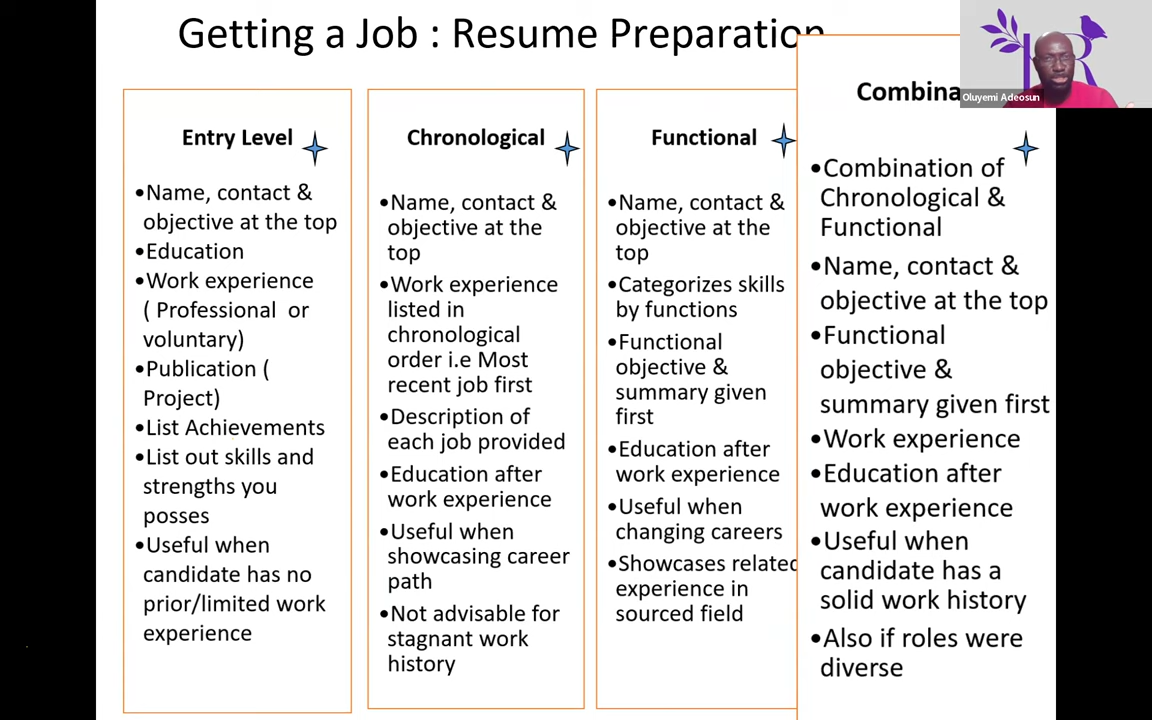 Getting a Job : Resume Preparation
Entry Level
•Name, contact &
objective at the top
•Education
•Work experience
( Professional  or
voluntary)
•Publication (
Project)
•List Achievements
•List out skills and
strengths you
posses
•Useful when
candidate has no
prior/limited work
experience
Chronological
•Name, contact &
objective at the
top
•Work experience
listed in
chronological
order i.e Most
recent job first
•Description of
each job provided
•Education after
work experience
•Useful when
showcasing career
path
•Not advisable for
stagnant work
history
Functional
•Name, contact &
objective at the
top
•Categorizes skills
by functions
•Functional
objective &
summary given
first
•Education after
work experience
•Useful when
changing careers
•Showcases related
experience in
sourced field
Combina
•Combination of
Chronological &
Functional
•Name, contact &
objective at the top
•Functional
objective &
summary given first
•Work experience
•Education after
work experience
•Useful when
candidate has a
solid work history
•Also if roles were
diverse
Oluyemi Adeosun